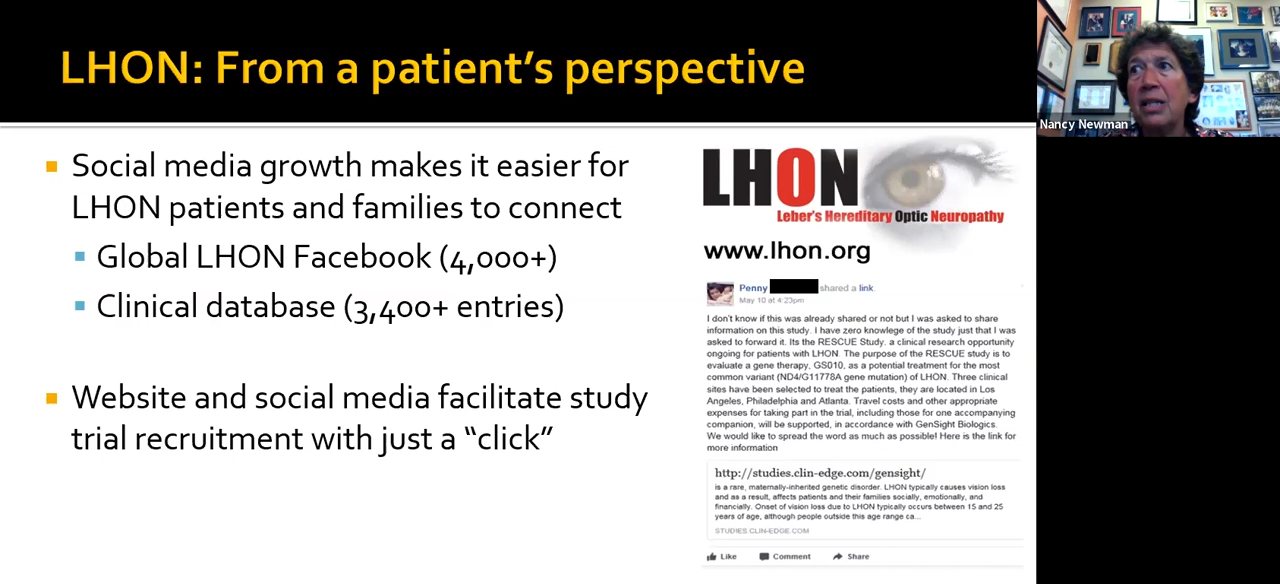 LHON: From a patient's perspective
Nancy Newman
Social media growth makes it easier for
LHON patients and families to connect
Global LHON Facebook (4,000+)
Clinical database (3,400+ entries)
Website and social media facilitate study
trial recruitment with just a "click"
LHON
Leber's Hereditary Optic Neuropathy
www.lhon.org
Penny shared a link.
May 10 at 4:23pm
I don't know if this was already shared or not but I was asked to share
information on this study. I have zero knowlege of the study just that I was
asked to forward it. Its the RESCUE Study. a clinical research opportunity
ongoing for patients with LHON. The purpose of the RESCUE study is to
evaluate a gene therapy, GS010, as a potential treatment for the most
common variant (ND4/G11778A gene mutation) of LHON. Three clinical
sites have been selected to treat the patients, they are located in Los
Angeles, Philadelphia and Atlanta. Travel costs and other appropriate
expenses for taking part in the trial, including those for one accompanying
companion, will be supported, in accordance with GenSight Biologics.
We would like to spread the word as much as possible! Here is the link for
more information
http://studies.clin-edge.com/gensight/
is a rare, maternally-inherited genetic disorder. LHON typically causes vision loss
and as a result, affects patients and their families socially, emotionally, and
financially. Onset of vision loss due to LHON typically occurs between 15 and 25
years of age, although people outside this age range ca...
STUDIES.CLIN-EDGE.COM
Like Comment Share